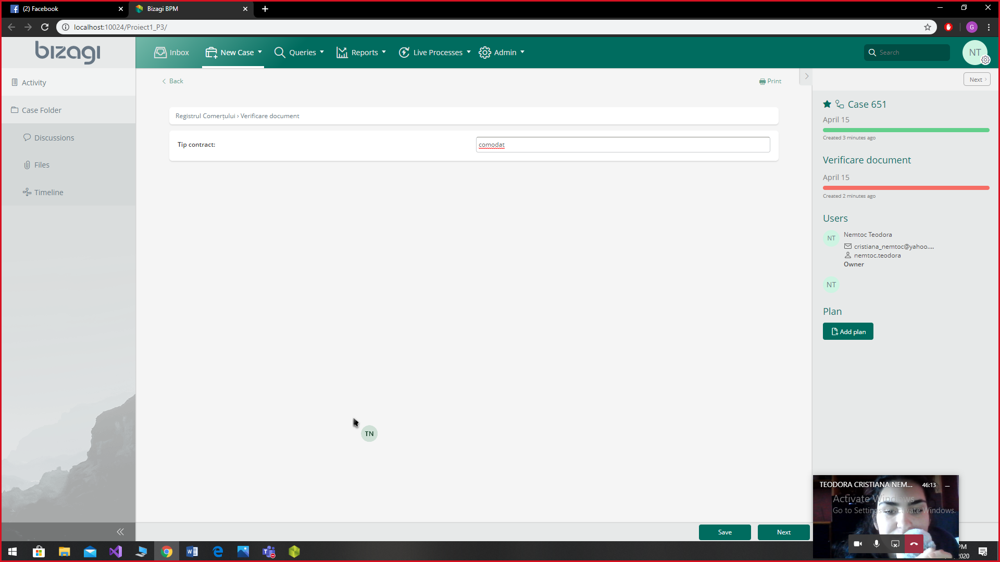 (2) Facebook
Bizagi BPM
localhost:10024/Proiect1_P3/
G
bizagi
Inbox
New Case
Queries
Reports
Live Processes
Admin
Search
NT
Activity
Case Folder
Discussions
Files
Timeline
Back
Print
Registrul Comerțului › Verificare document
Tip contract:
comodat
TN
Save
Next
Next
Case 651
April 15
Created 3 minutes ago
Verificare document
April 15
Created 2 minutes ago
Users
NT
Nemtoc Teodora
cristiana_nemtoc@yahoo....
nemtoc.teodora
Owner
NT
Plan
Add plan
TEODORA CRISTIANA NEM...
46:13
Activate Windows
Go to Settings to activate Windows.
PM
2020